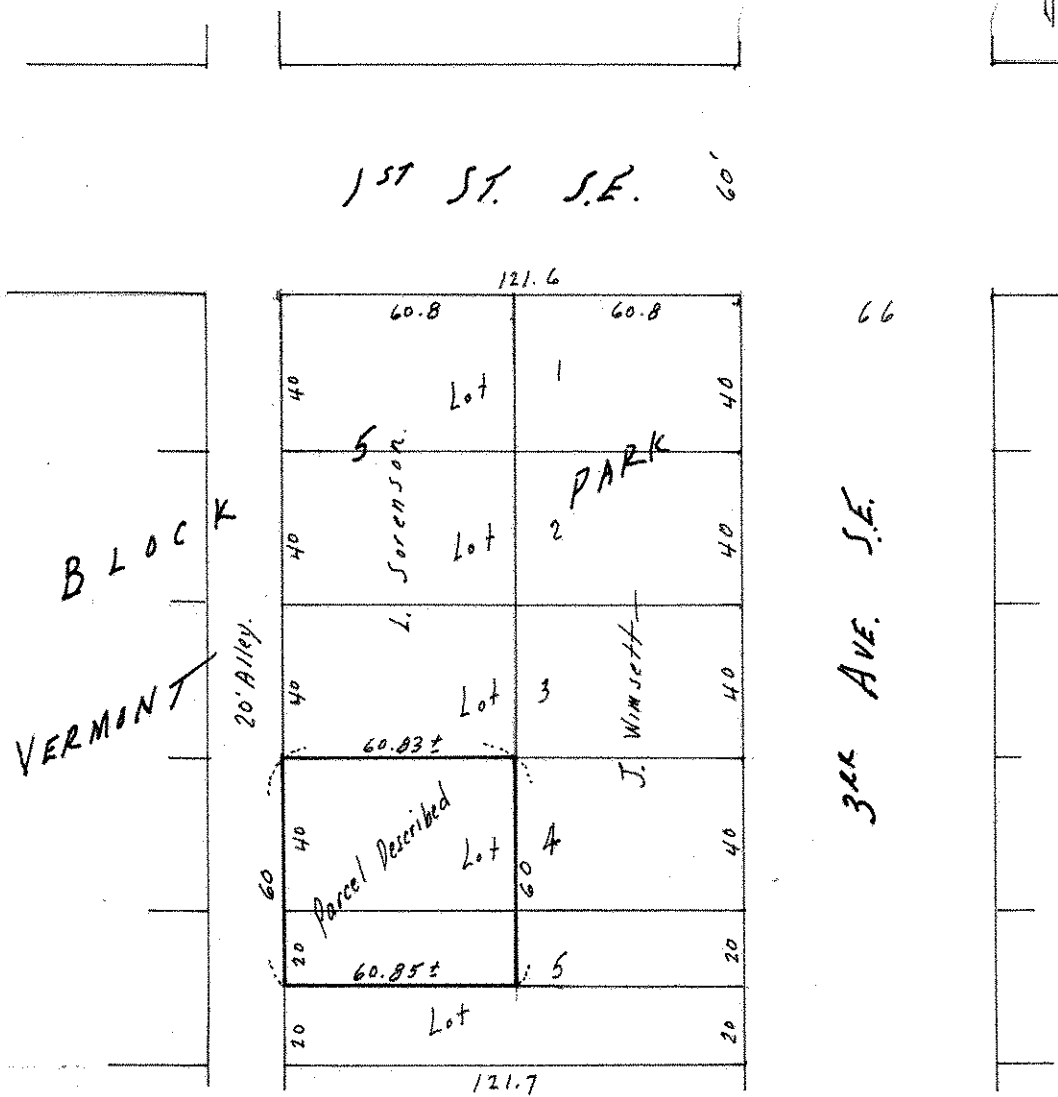 1ST ST. S.E. 60'
121.6
60.8 60.8 66
40 Lot 1 40
5
PARK
L. Sorenson.
BLOCK
40 Lot 2 40
3RR AVE. S.E.
VERMONT
20' Alley.
J. Wimsett
40 Lot 3 40
60.83 ±
Parcel Described
60 40 Lot 4 60 40
20 60.85 ± 5 20
20 Lot 20
121.7